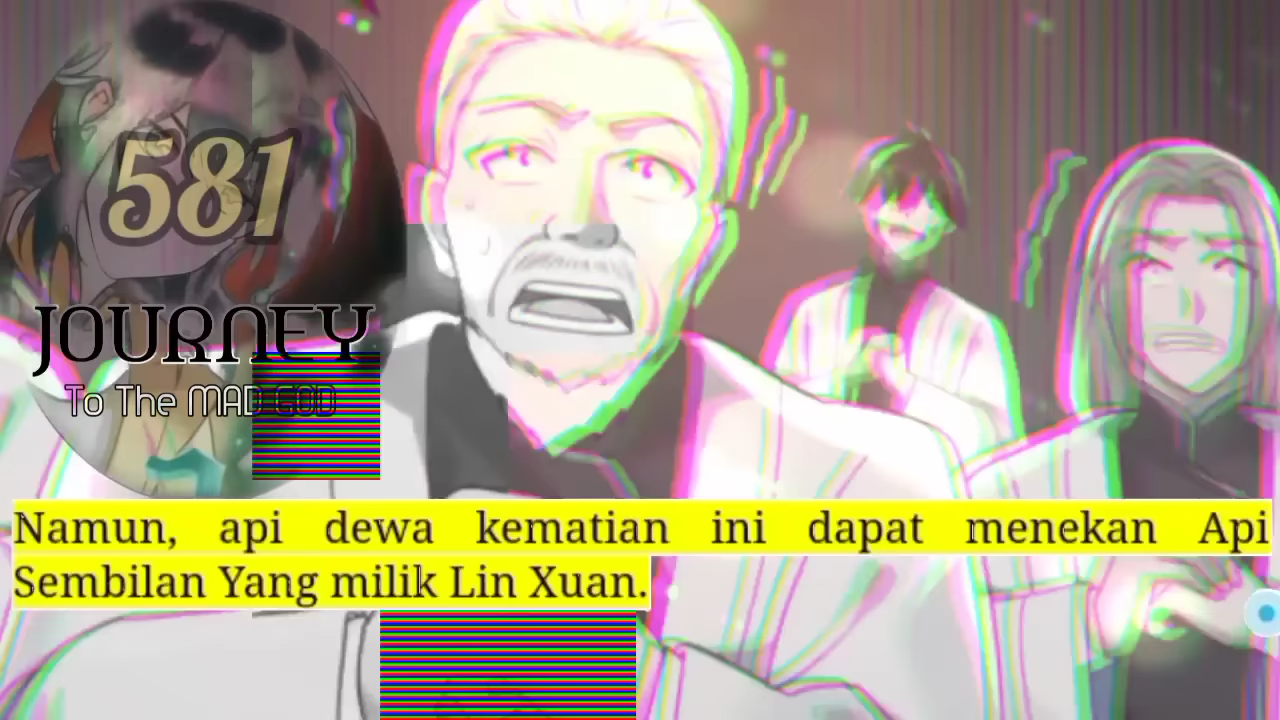 581
JOURNEY
To The MAD GOD
Namun, api dewa kematian ini dapat menekan Api
Sembilan Yang milik Lin Xuan.